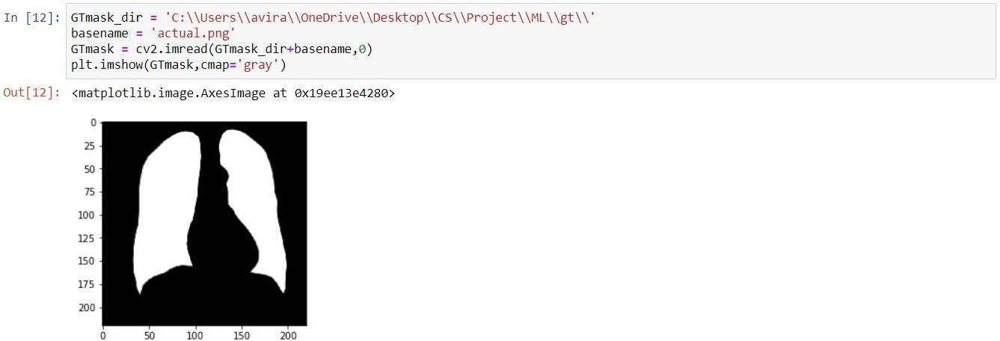 In [12]: GTmask_dir = 'C:\\Users\\avira\\OneDrive\\Desktop\\CS\\Project\\ML\\gt\\'
basename = 'actual.png'
GTmask = cv2.imread(GTmask_dir+basename,0)
plt.imshow(GTmask,cmap='gray')
Out[12]: <matplotlib.image.AxesImage at 0x19ee13e4280>
0
25
50
75
100
125
150
175
200
0 50 100 150 200